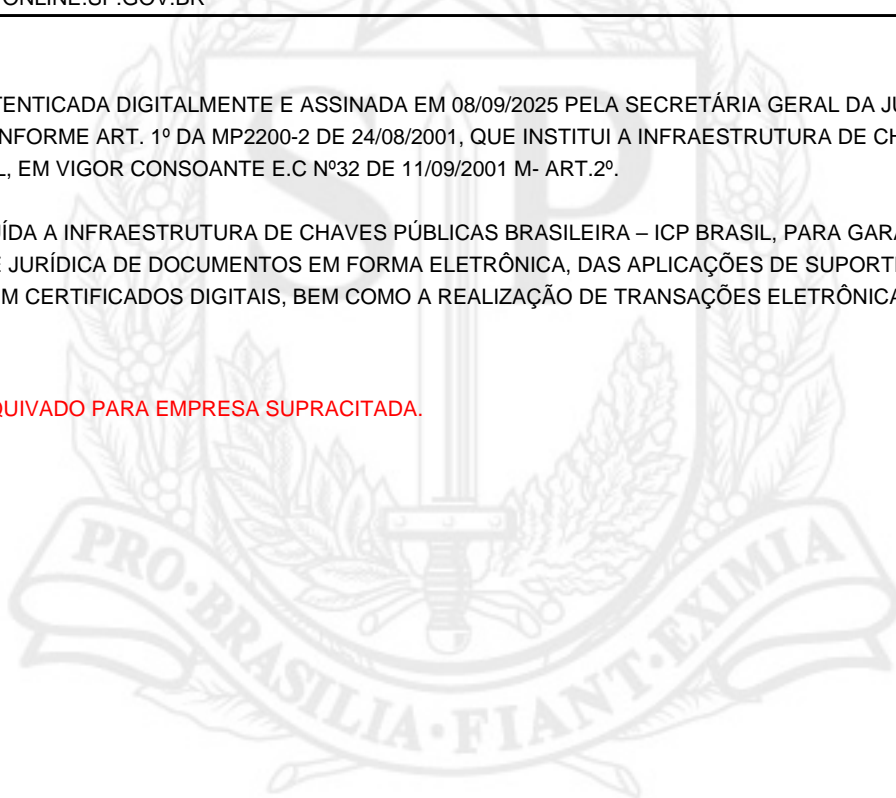 ONLINE.SP.GOV.BR
TENTICADA DIGITALMENTE E ASSINADA EM 08/09/2025 PELA SECRETÁRIA GERAL DA JU
NFORME ART. 1º DA MP2200-2 DE 24/08/2001, QUE INSTITUI A INFRAESTRUTURA DE CH
L, EM VIGOR CONSOANTE E.C Nº32 DE 11/09/2001 M- ART.2º.
ÍDA A INFRAESTRUTURA DE CHAVES PÚBLICAS BRASILEIRA – ICP BRASIL, PARA GARA
E JURÍDICA DE DOCUMENTOS EM FORMA ELETRÔNICA, DAS APLICAÇÕES DE SUPORTE
M CERTIFICADOS DIGITAIS, BEM COMO A REALIZAÇÃO DE TRANSAÇÕES ELETRÔNICA
QUIVADO PARA EMPRESA SUPRACITADA.
SP
PRO·BRASILIA·FIANT·EXIMIA